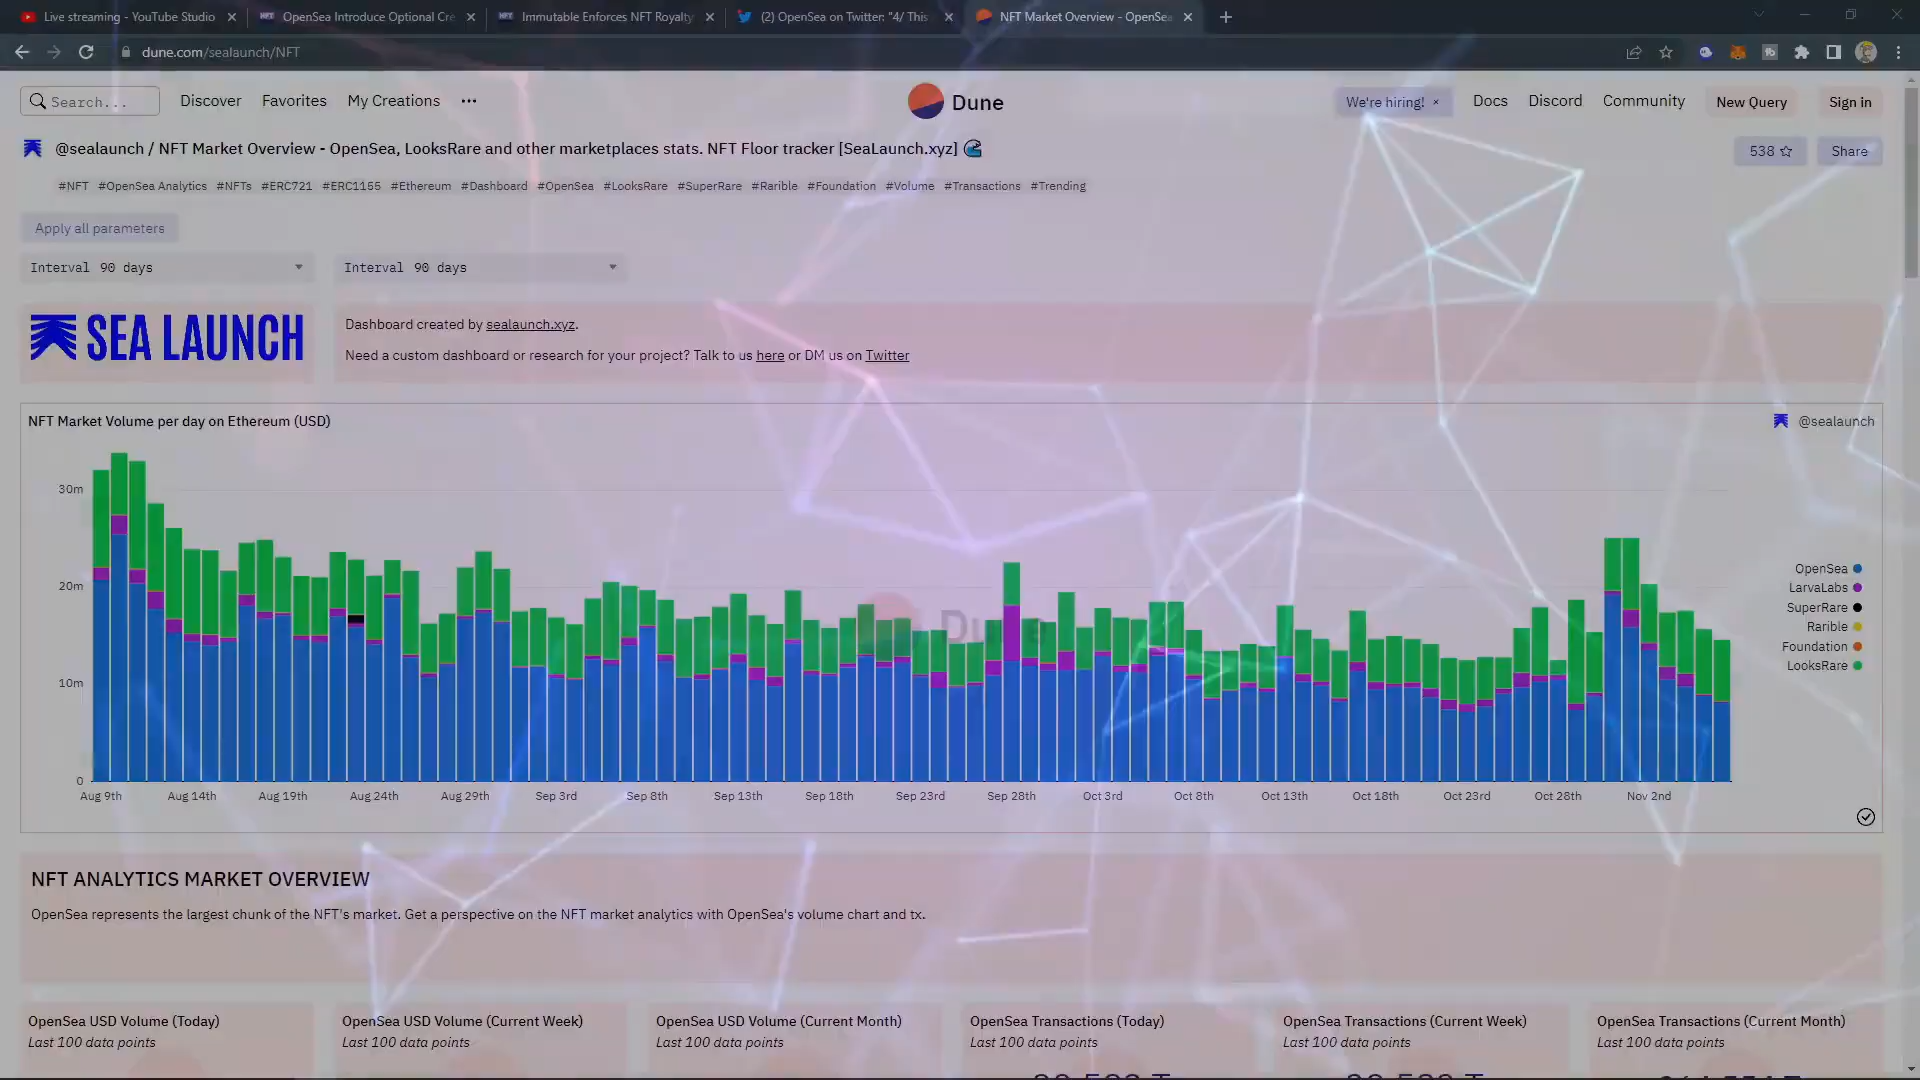 Live streaming - YouTube Studio
OpenSea Introduce Optional Cre
Immutable Enforces NFT Royalty
(2) OpenSea on Twitter: "4/ This
NFT Market Overview - OpenSea
dune.com/sealaunch/NFT
Search...
Discover
Favorites
My Creations
Dune
We're hiring! ×
Docs
Discord
Community
New Query
Sign in
@sealaunch / NFT Market Overview - OpenSea, LooksRare and other marketplaces stats. NFT Floor tracker [SeaLaunch.xyz]
538
Share
#NFT #OpenSea Analytics #NFTs #ERC721 #ERC1155 #Ethereum #Dashboard #OpenSea #LooksRare #SuperRare #Rarible #Foundation #Volume #Transactions #Trending
Apply all parameters
Interval 90 days
Interval 90 days
SEA LAUNCH
Dashboard created by sealaunch.xyz.
Need a custom dashboard or research for your project? Talk to us here or DM us on Twitter
NFT Market Volume per day on Ethereum (USD)
@sealaunch
30m
20m
10m
0
Dune
OpenSea
LarvaLabs
SuperRare
Rarible
Foundation
LooksRare
Aug 9th Aug 14th Aug 19th Aug 24th Aug 29th Sep 3rd Sep 8th Sep 13th Sep 18th Sep 23rd Sep 28th Oct 3rd Oct 8th Oct 13th Oct 18th Oct 23rd Oct 28th Nov 2nd
NFT ANALYTICS MARKET OVERVIEW
OpenSea represents the largest chunk of the NFT's market. Get a perspective on the NFT market analytics with OpenSea's volume chart and tx.
OpenSea USD Volume (Today)
Last 100 data points
OpenSea USD Volume (Current Week)
Last 100 data points
OpenSea USD Volume (Current Month)
Last 100 data points
OpenSea Transactions (Today)
Last 100 data points
OpenSea Transactions (Current Week)
Last 100 data points
OpenSea Transactions (Current Month)
Last 100 data points